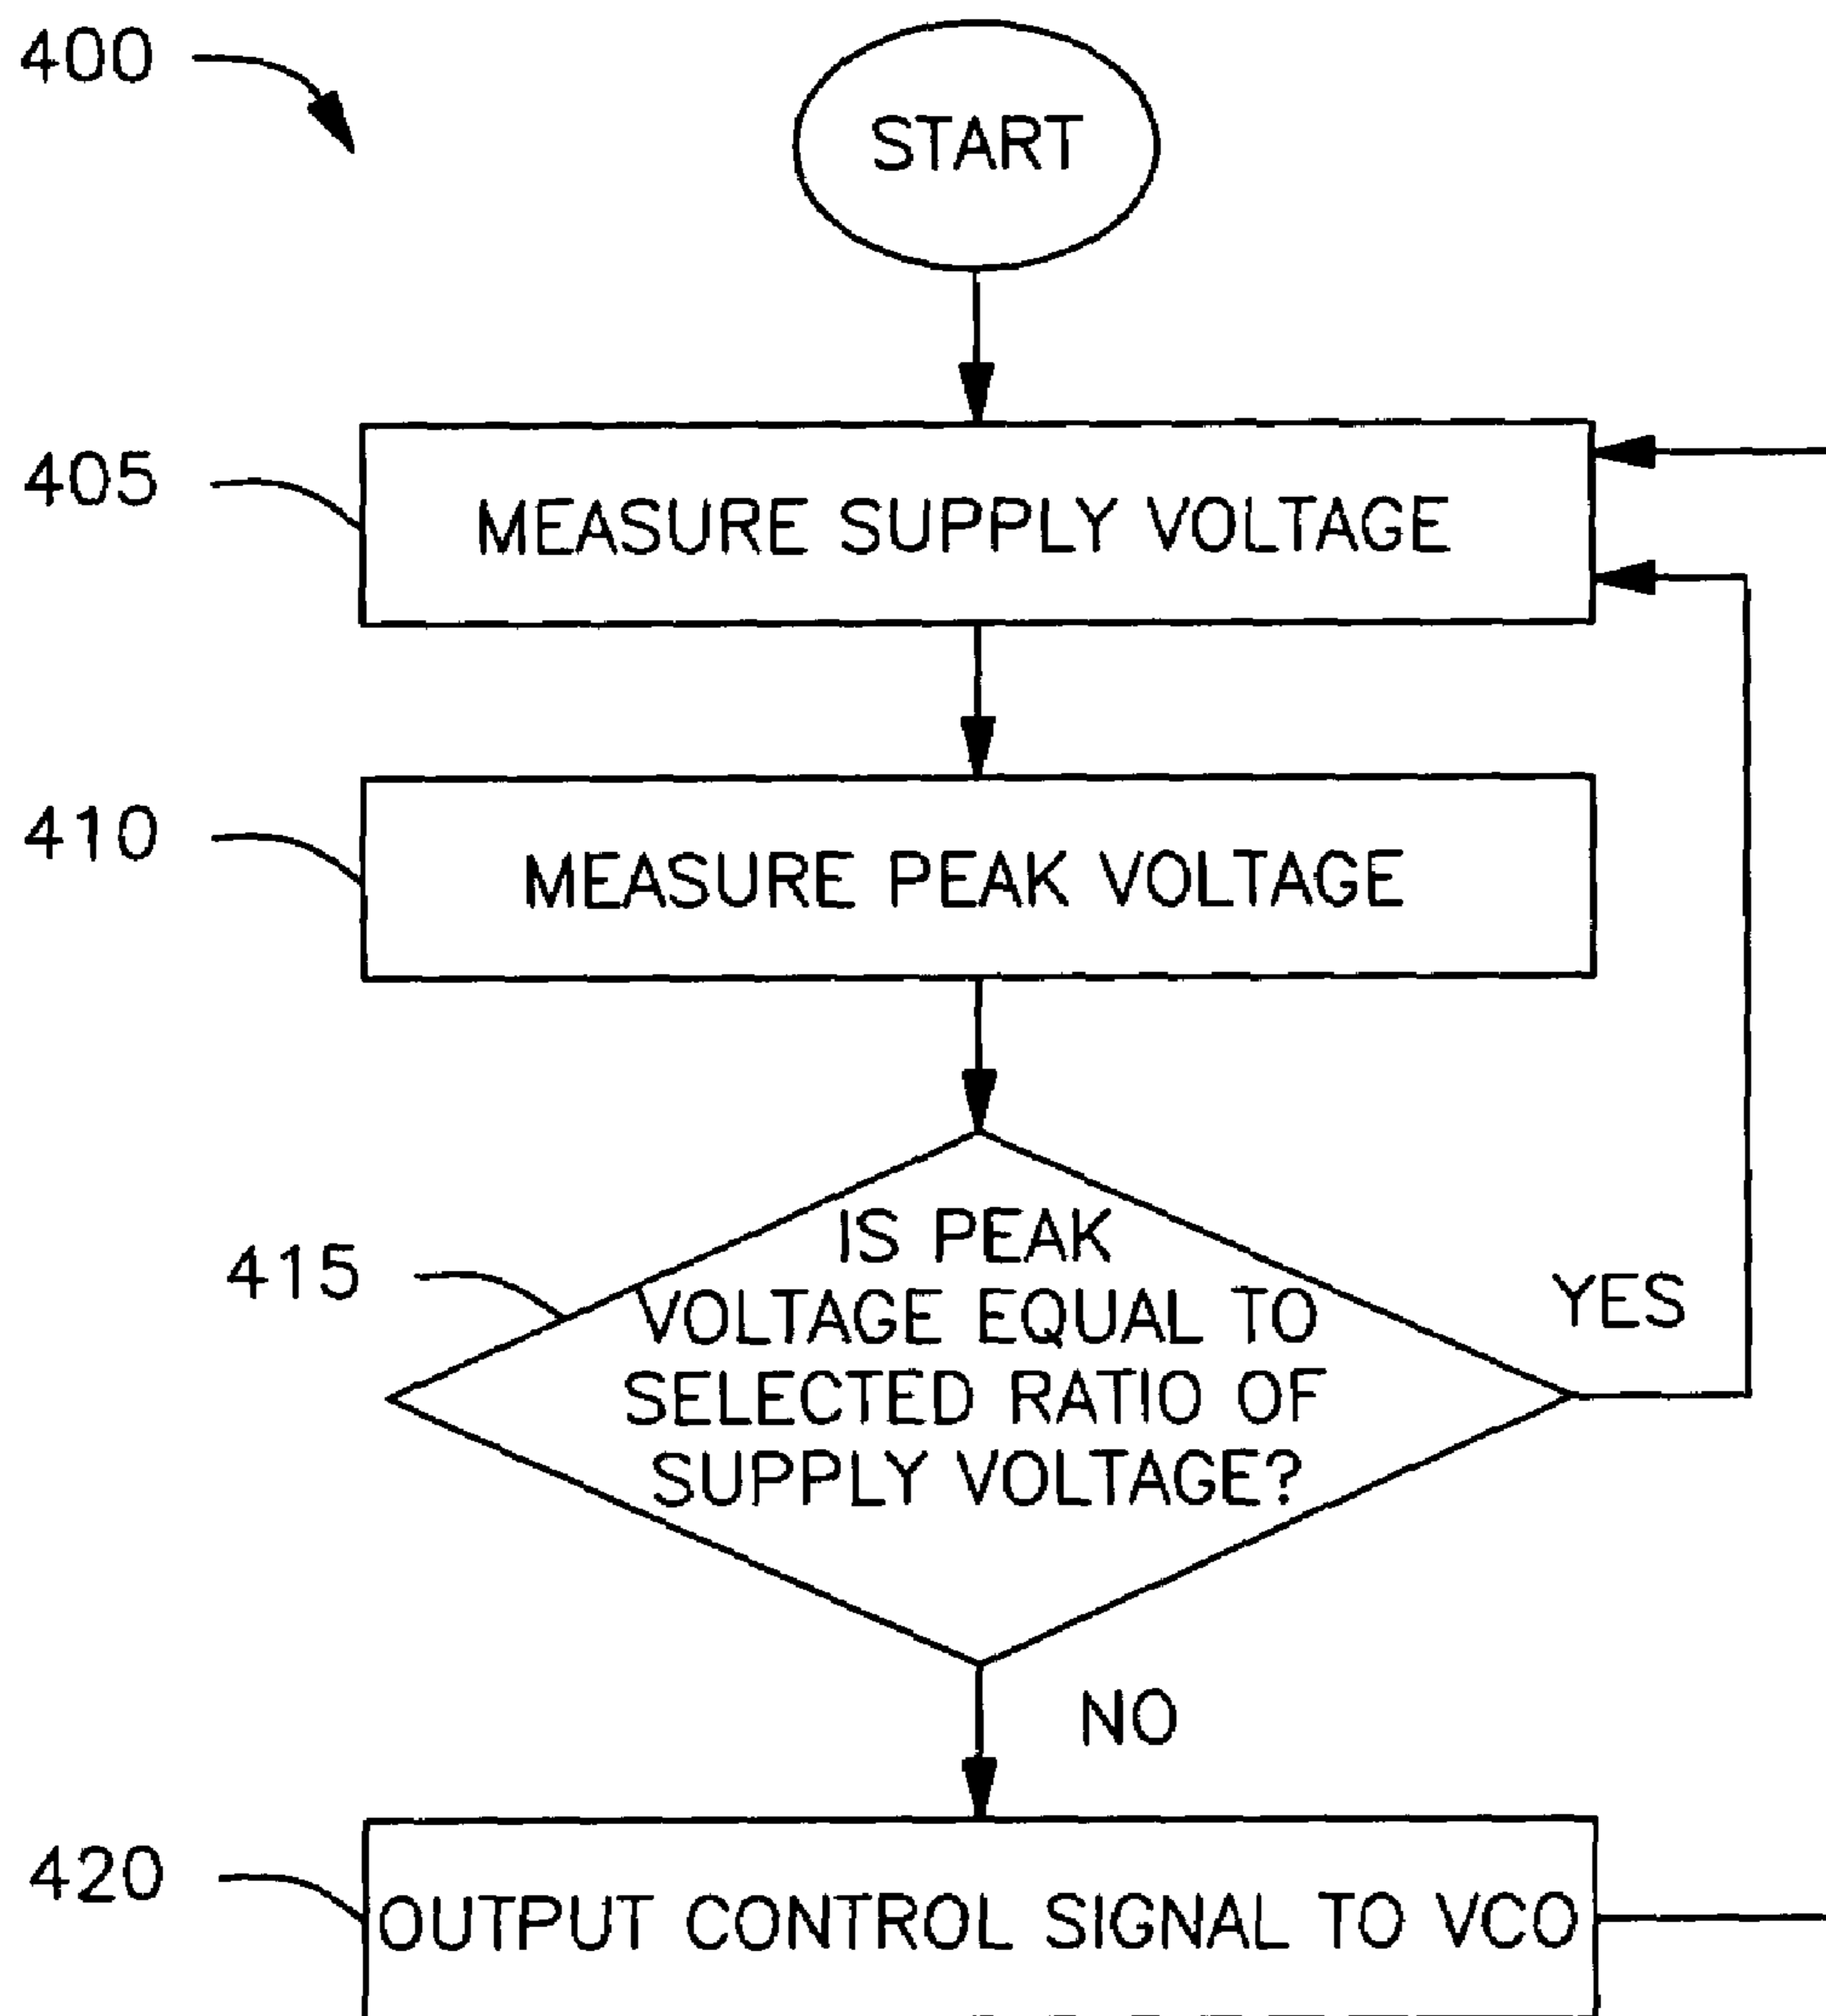 400
START
405
MEASURE SUPPLY VOLTAGE
410
MEASURE PEAK VOLTAGE
415
IS PEAK
VOLTAGE EQUAL TO
SELECTED RATIO OF
SUPPLY VOLTAGE?
YES
NO
420
OUTPUT CONTROL SIGNAL TO VCO